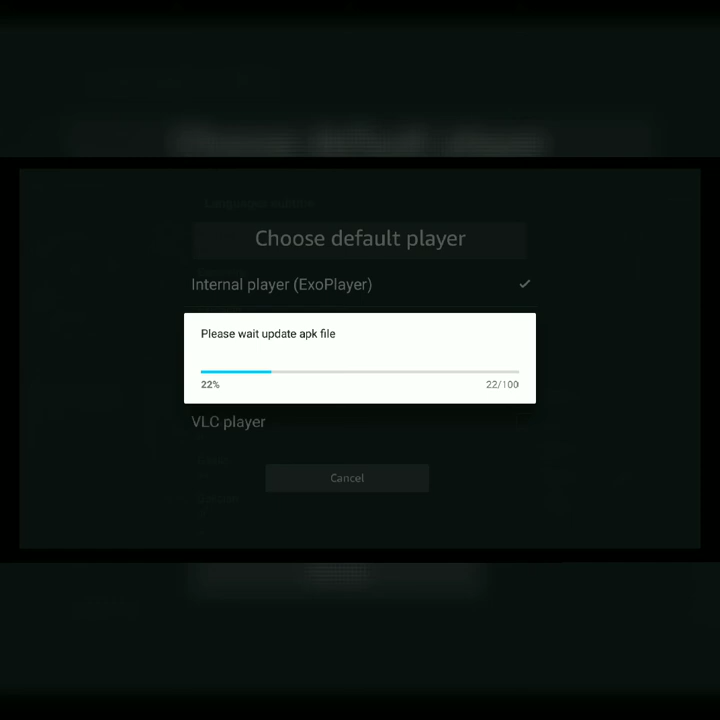 Choose default player
Internal player (ExoPlayer)
Please wait update apk file
22%
22/100
VLC player
Cancel